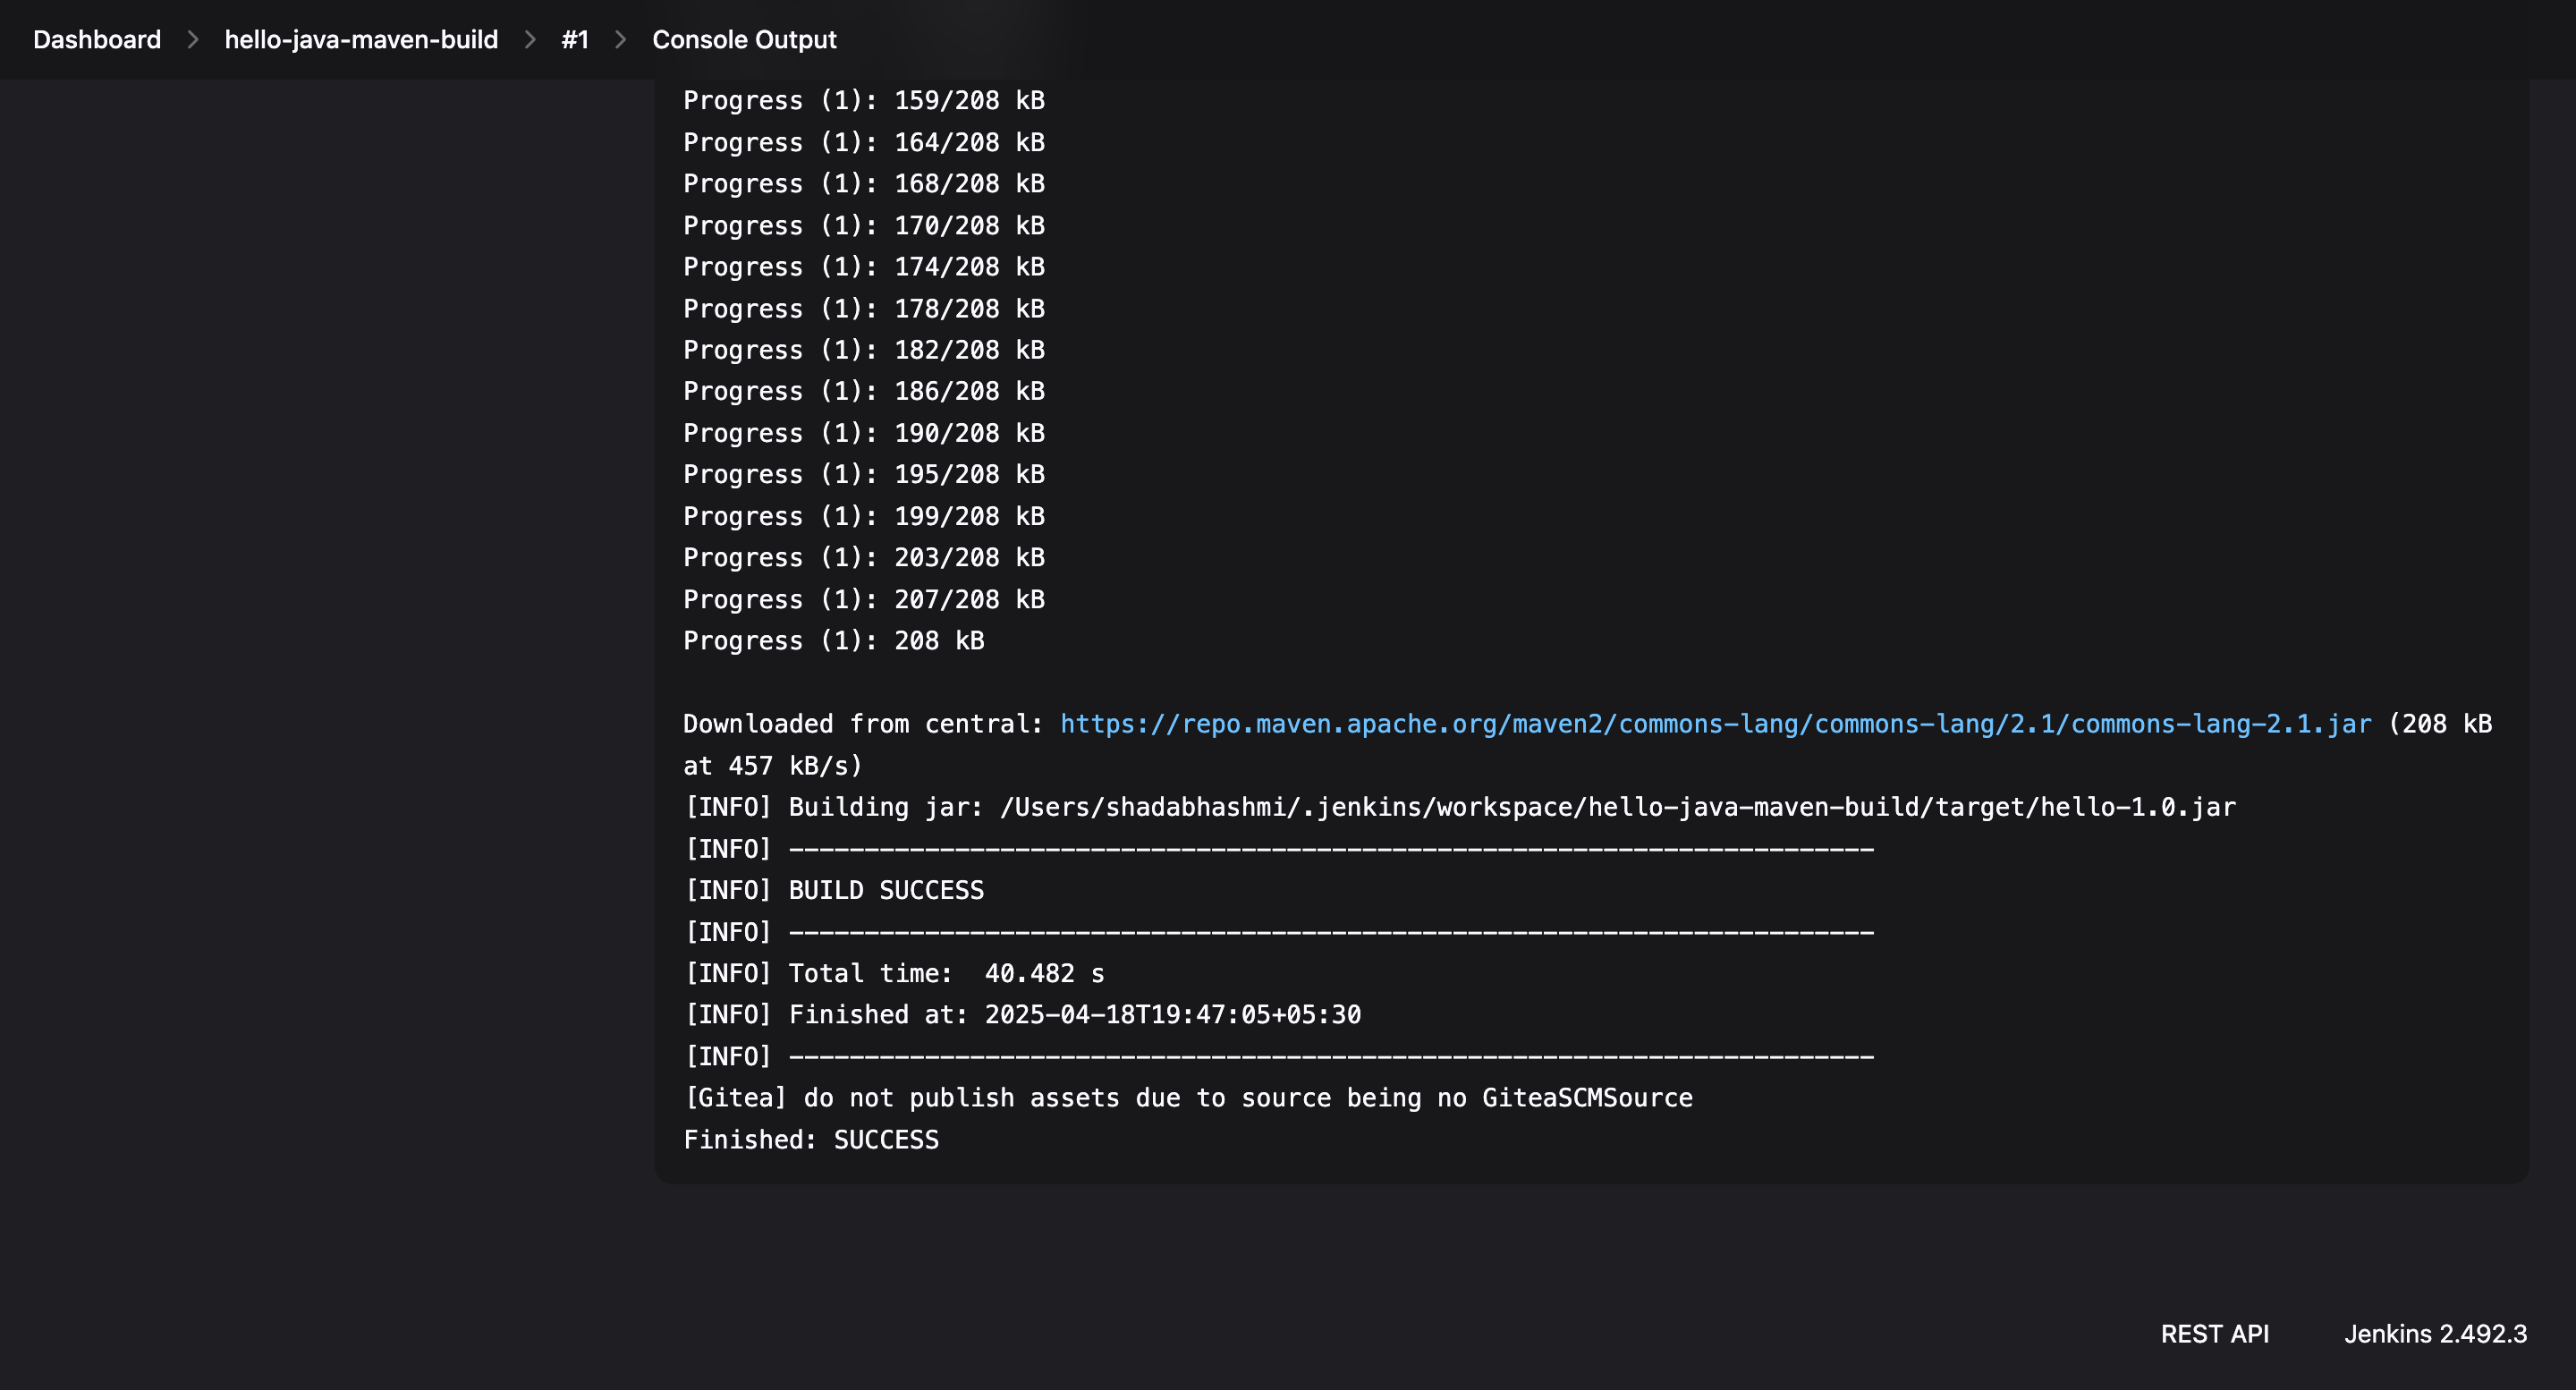 Dashboard > hello-java-maven-build > #1 > Console Output
Progress (1): 159/208 kB
Progress (1): 164/208 kB
Progress (1): 168/208 kB
Progress (1): 170/208 kB
Progress (1): 174/208 kB
Progress (1): 178/208 kB
Progress (1): 182/208 kB
Progress (1): 186/208 kB
Progress (1): 190/208 kB
Progress (1): 195/208 kB
Progress (1): 199/208 kB
Progress (1): 203/208 kB
Progress (1): 207/208 kB
Progress (1): 208 kB
Downloaded from central: https://repo.maven.apache.org/maven2/commons-lang/commons-lang/2.1/commons-lang-2.1.jar (208 kB
at 457 kB/s)
[INFO] Building jar: /Users/shadabhashmi/.jenkins/workspace/hello-java-maven-build/target/hello-1.0.jar
[INFO] ------------------------------------------------------------------------
[INFO] BUILD SUCCESS
[INFO] ------------------------------------------------------------------------
[INFO] Total time:  40.482 s
[INFO] Finished at: 2025-04-18T19:47:05+05:30
[INFO] ------------------------------------------------------------------------
[Gitea] do not publish assets due to source being no GiteaSCMSource
Finished: SUCCESS
REST API Jenkins 2.492.3